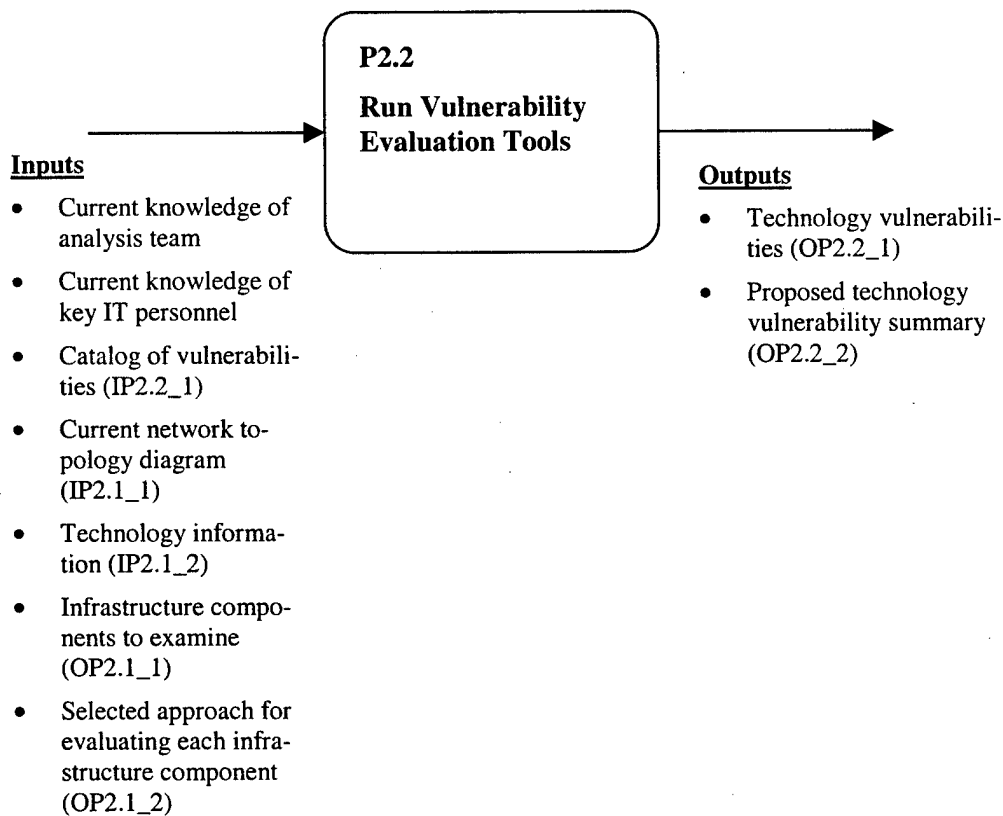 P2.2
Run Vulnerability
Evaluation Tools
Inputs
• Current knowledge of
analysis team
• Current knowledge of
key IT personnel
• Catalog of vulnerabili-
ties (IP2.2_1)
• Current network to-
pology diagram
(IP2.1_1)
• Technology informa-
tion (IP2.1_2)
• Infrastructure compo-
nents to examine
(OP2.1_1)
• Selected approach for
evaluating each infra-
structure component
(OP2.1_2)
Outputs
• Technology vulnerabili-
ties (OP2.2_1)
• Proposed technology
vulnerability summary
(OP2.2_2)